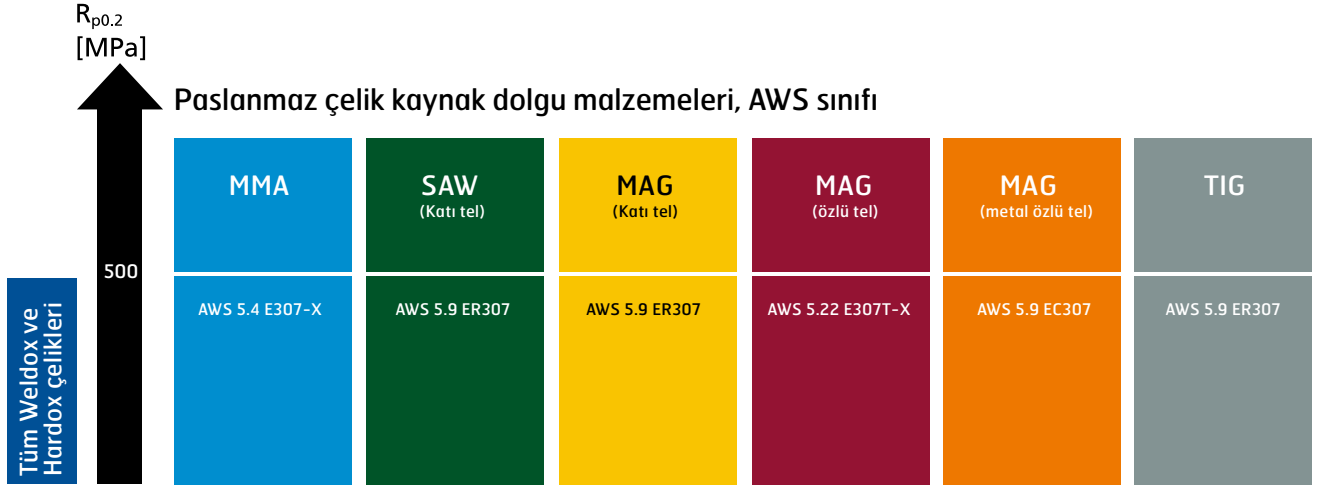 Rp0.2
[MPa]
Paslanmaz çelik kaynak dolgu malzemeleri, AWS sınıfı
MMA
SAW
(Katı tel)
MAG
(Katı tel)
MAG
(özlü tel)
MAG
(metal özlü tel)
TIG
500
Tüm Weldox ve
Hardox çelikleri
AWS 5.4 E307-X
AWS 5.9 ER307
AWS 5.9 ER307
AWS 5.22 E307T-X
AWS 5.9 EC307
AWS 5.9 ER307